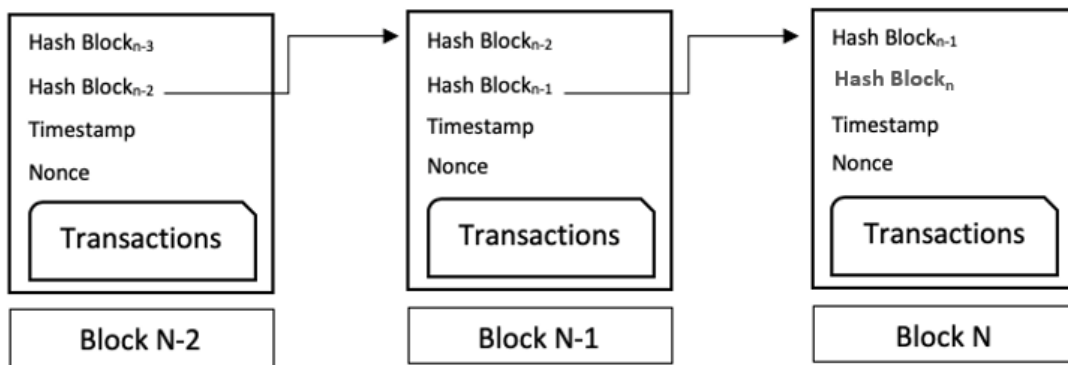 Hash Blockn-3
Hash Blockn-2
Timestamp
Nonce
Transactions
Block N-2
Hash Blockn-2
Hash Blockn-1
Timestamp
Nonce
Transactions
Block N-1
Hash Blockn-1
Hash Blockn
Timestamp
Nonce
Transactions
Block N